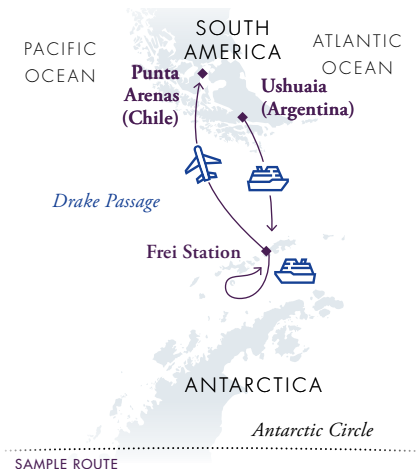 SOUTH
AMERICA
PACIFIC
OCEAN
ATLANTIC
OCEAN
Punta
Arenas
(Chile)
Ushuaia
(Argentina)
Drake Passage
Frei Station
ANTARCTICA
Antarctic Circle
SAMPLE ROUTE